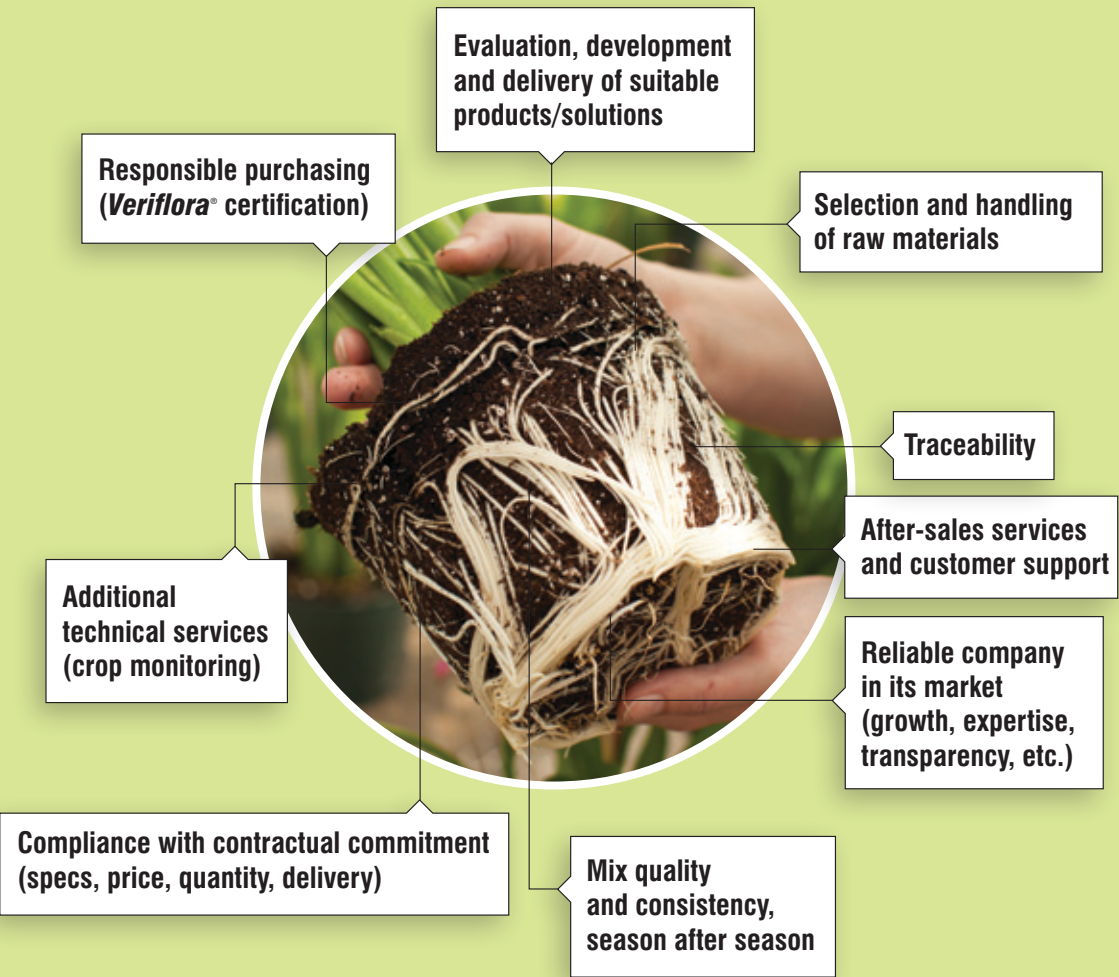 Evaluation, development
and delivery of suitable
products/solutions
Responsible purchasing
(Veriflora® certification)
Selection and handling
of raw materials
Traceability
After-sales services
and customer support
Additional
technical services
(crop monitoring)
Reliable company
in its market
(growth, expertise,
transparency, etc.)
Compliance with contractual commitment
(specs, price, quantity, delivery)
Mix quality
and consistency,
season after season